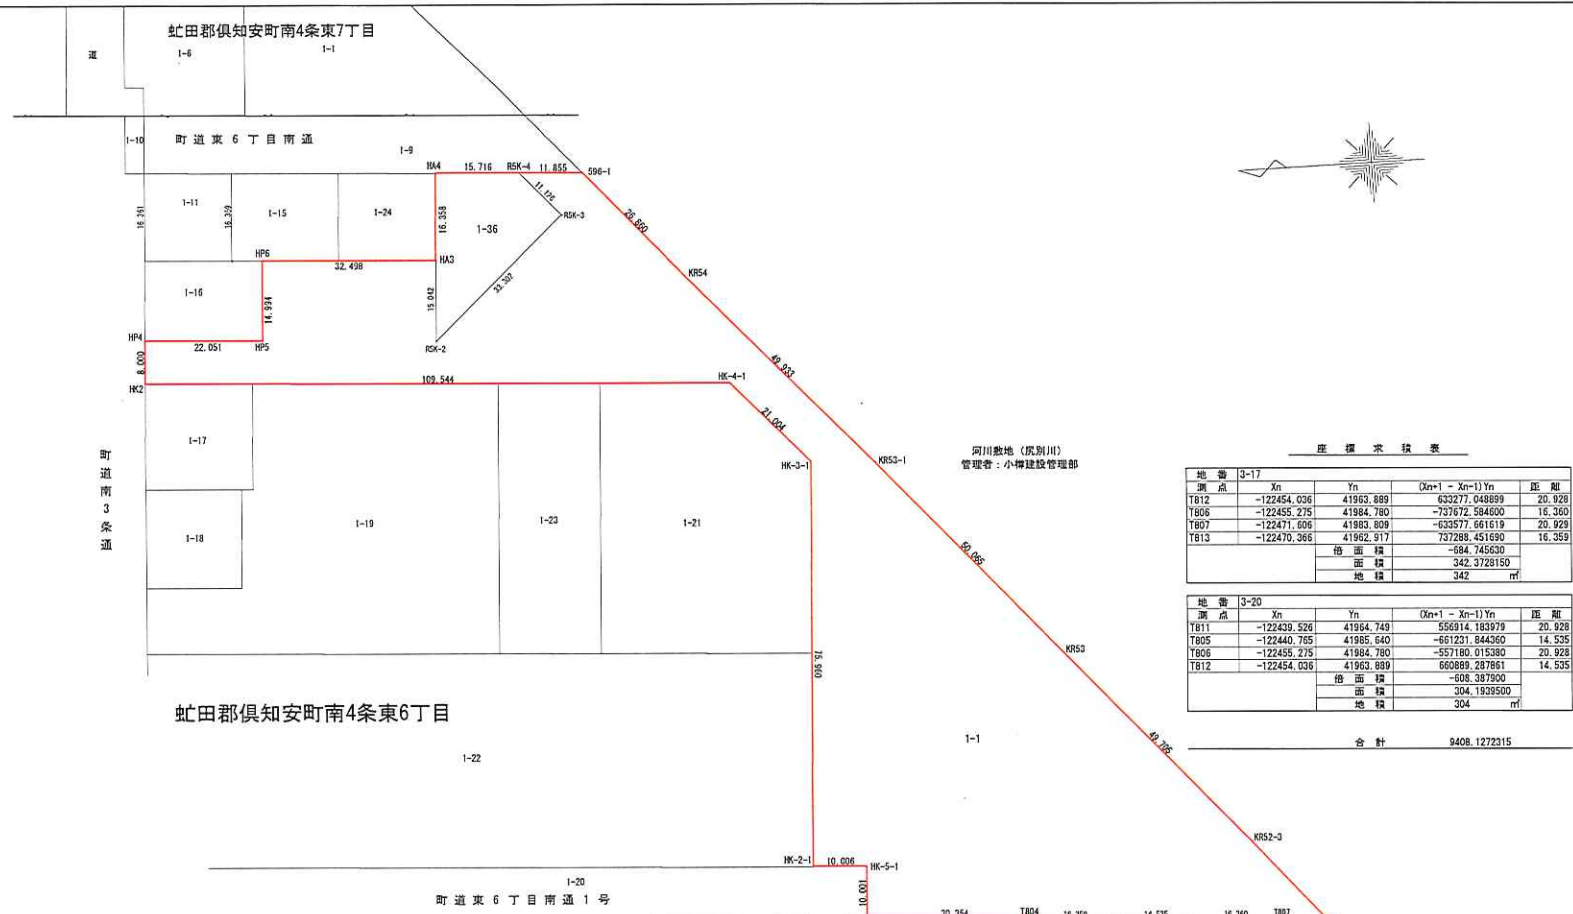 虻田郡倶知安町南4条東7丁目
道
1-6
1-1
1-10
町道東6丁目南通
1-9
HA4
15.716
RSK-4
11.855
596-1
1-11
1-15
1-24
16.361
16.359
16.358
1-36
RSK-3
26.660
HP6
32.498
HA3
KR54
1-16
14.994
15.042
33.302
HP4
22.051
HP5
RSK-2
8.000
HK2
109.544
HK-4-1
49.933
21.004
1-17
HK-3-1
KR53-1
町道南3条通
1-18
1-19
1-23
1-21
50.065
河川敷地(尻別川)
管理者:小樽建設管理部
75.960
KR53
虻田郡倶知安町南4条東6丁目
1-22
1-1
49.705
KR52-3
HK-2-1
10.006
HK-5-1
1-20
町道東6丁目南通1号
10.001
20.354
T804
14.535
16.360
T807
座標求積表
地番 3-17
測点 Xn Yn (Xn+1 - Xn-1)Yn 距離
T812 -122454.036 41963.889 633277.048899 20.928
T806 -122455.275 41984.780 -737672.584600 16.360
T807 -122471.606 41983.809 -633577.661619 20.929
T813 -122470.366 41962.917 737288.451690 16.359
倍面積 -684.745630
面積 342.3728150
地積 342 ㎡
地番 3-20
測点 Xn Yn (Xn+1 - Xn-1)Yn 距離
T811 -122439.526 41964.749 556914.183979 20.928
T805 -122440.765 41985.640 -661231.844360 14.535
T806 -122455.275 41984.780 -557180.015380 20.928
T812 -122454.036 41963.889 660889.287861 14.535
倍面積 -608.387900
面積 304.1939500
地積 304 ㎡
合計 9408.1272315